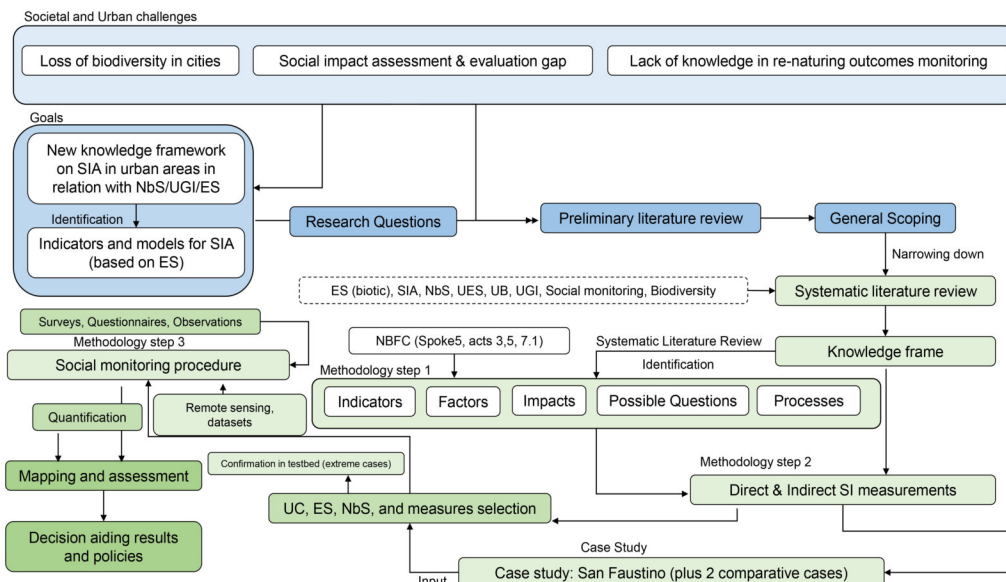 Societal and Urban challenges
Loss of biodiversity in cities
Social impact assessment & evaluation gap
Lack of knowledge in re-naturing outcomes monitoring
Goals
New knowledge framework
on SIA in urban areas in
relation with NbS/UGI/ES
Identification
Indicators and models for SIA
(based on ES)
Research Questions
Preliminary literature review
General Scoping
Narrowing down
ES (biotic), SIA, NbS, UES, UB, UGI, Social monitoring, Biodiversity
Systematic literature review
Surveys, Questionnaires, Observations
Methodology step 3
Social monitoring procedure
NBFC (Spoke5, acts 3,5, 7.1)
Systematic Literature Review
Identification
Knowledge frame
Methodology step 1
Indicators
Factors
Impacts
Possible Questions
Processes
Quantification
Remote sensing,
datasets
Mapping and assessment
Confirmation in testbed (extreme cases)
Methodology step 2
Direct & Indirect SI measurements
UC, ES, NbS, and measures selection
Decision aiding results
and policies
Case Study
Input
Case study: San Faustino (plus 2 comparative cases)